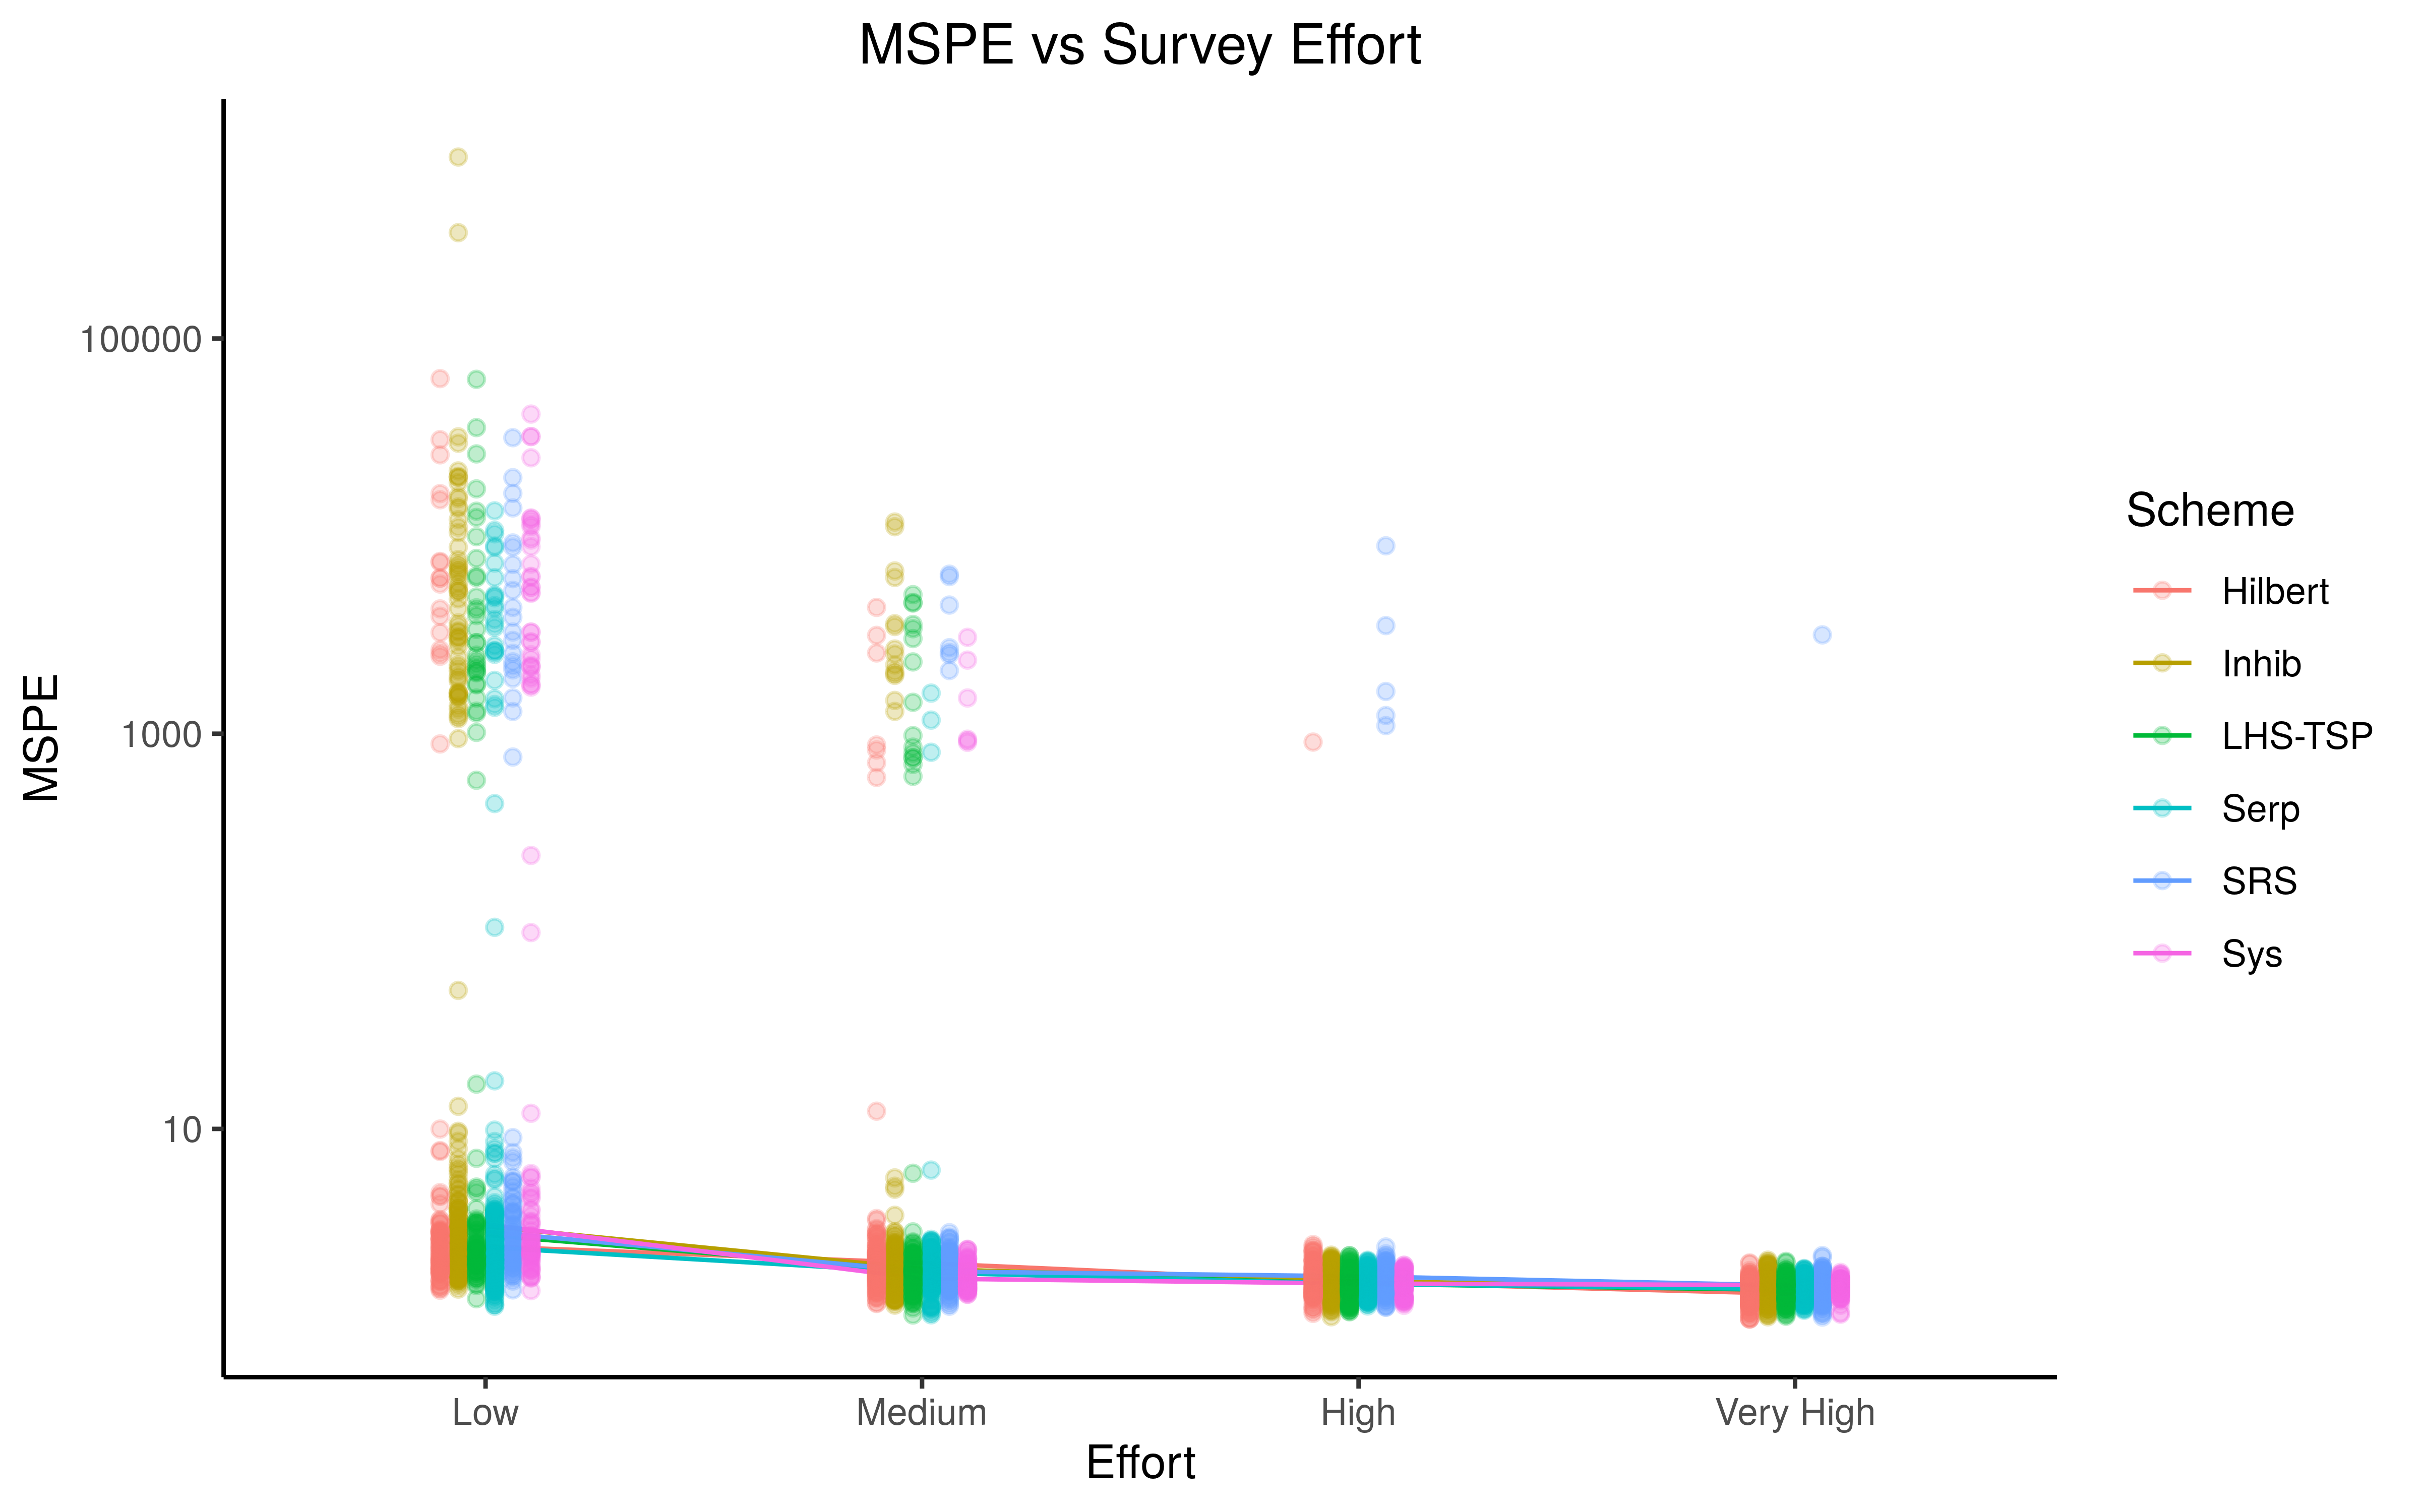 MSPE vs Survey Effort
MSPE
100000
1000
10
Low
Medium
High
Very High
Effort
Scheme
Hilbert
Inhib
LHS-TSP
Serp
SRS
Sys